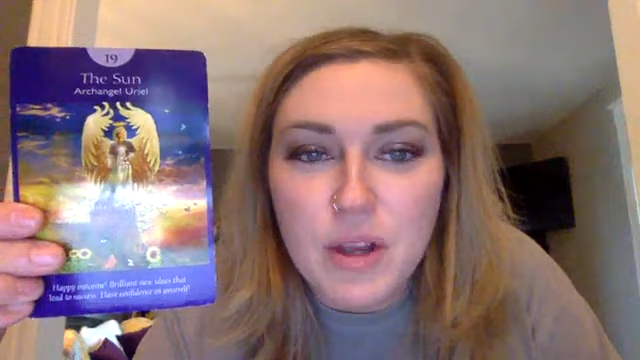 19
The Sun
Archangel Uriel
Happy outcome! Brilliant new ideas that
lead to success. Have confidence in yourself!